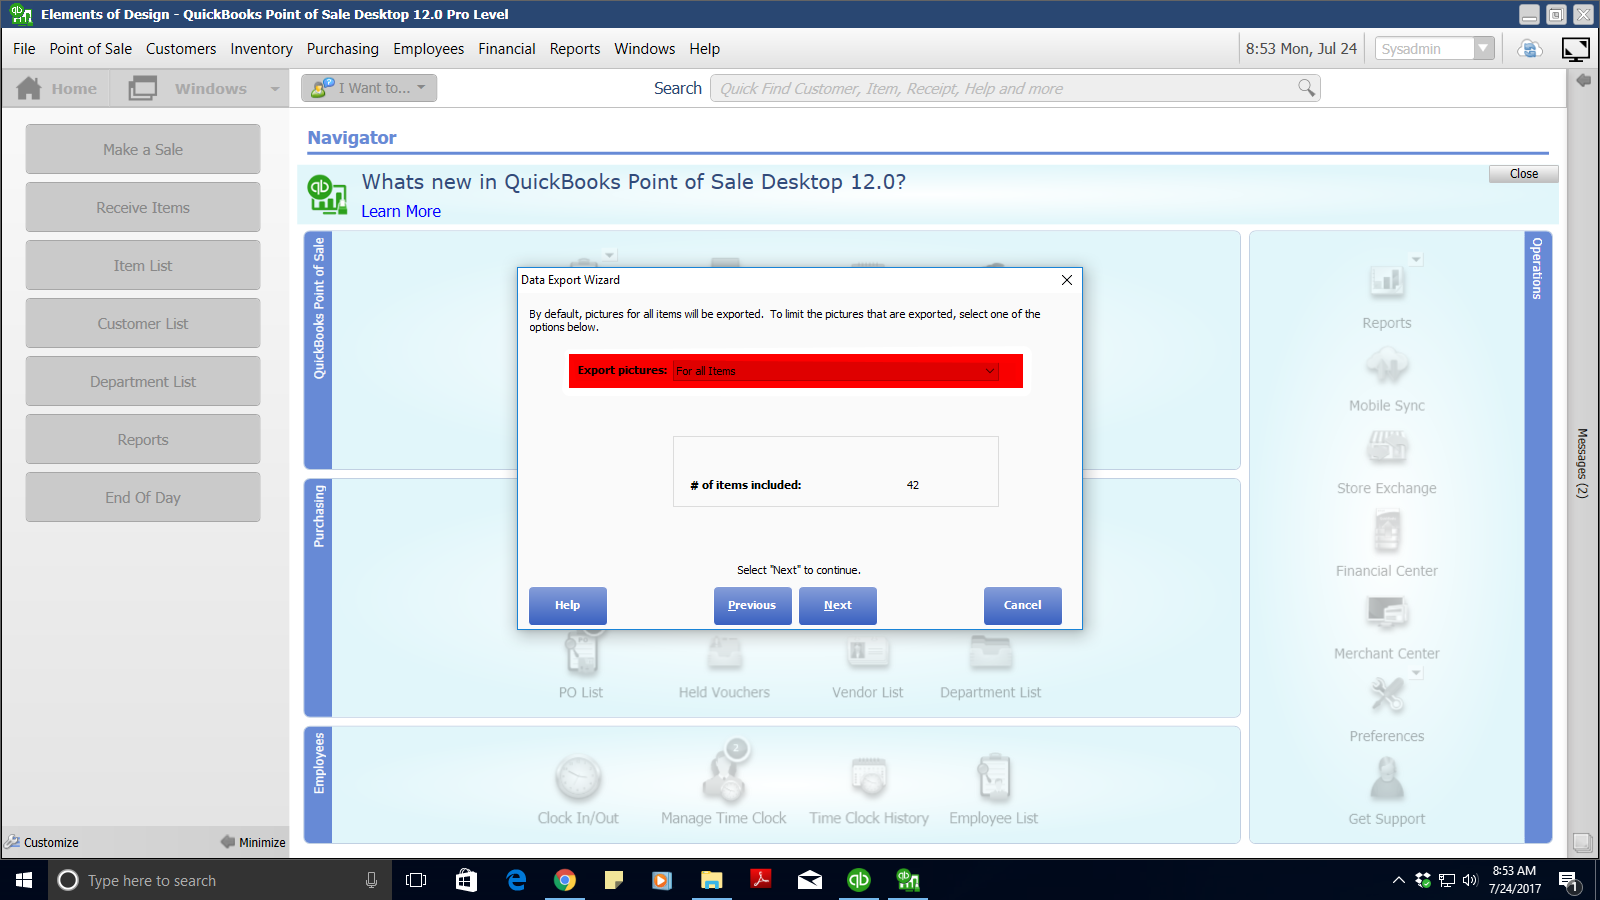 Elements of Design - QuickBooks Point of Sale Desktop 12.0 Pro Level
File Point of Sale Customers Inventory Purchasing Employees Financial Reports Windows Help
8:53 Mon, Jul 24
Sysadmin
Home
Windows
I Want to...
Search
Quick Find Customer, Item, Receipt, Help and more
Make a Sale
Receive Items
Item List
Customer List
Department List
Reports
End Of Day
Customize
Minimize
Navigator
Whats new in QuickBooks Point of Sale Desktop 12.0?
Learn More
Close
QuickBooks Point of Sale
Purchasing
PO List
Held Vouchers
Vendor List
Department List
Employees
Clock In/Out
2
Manage Time Clock
Time Clock History
Employee List
Operations
Reports
Mobile Sync
Store Exchange
Financial Center
Merchant Center
Preferences
Get Support
Messages (2)
Data Export Wizard
By default, pictures for all items will be exported. To limit the pictures that are exported, select one of the
options below.
Export pictures: For all Items
# of items included: 42
Select "Next" to continue.
Help
Previous
Next
Cancel
Type here to search
8:53 AM
7/24/2017
1